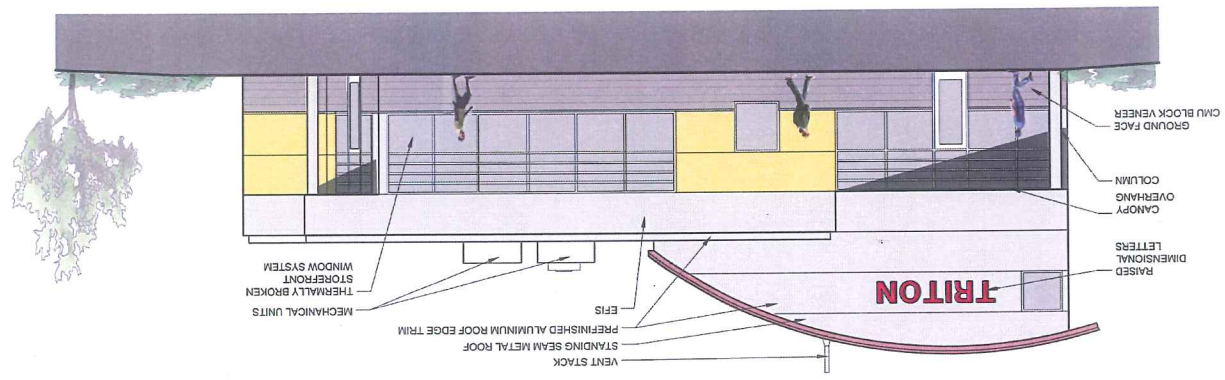 VENT STACK
STANDING SEAM METAL ROOF
PREFINISHED ALUMINUM ROOF EDGE TRIM
EFIS
MECHANICAL UNITS
THERMALLY BROKEN
STOREFRONT
WINDOW SYSTEM
TRITON
RAISED
DIMENSIONAL
LETTERS
CANOPY
OVERHANG
COLUMN
GROUND FACE
CMU BLOCK VENEER